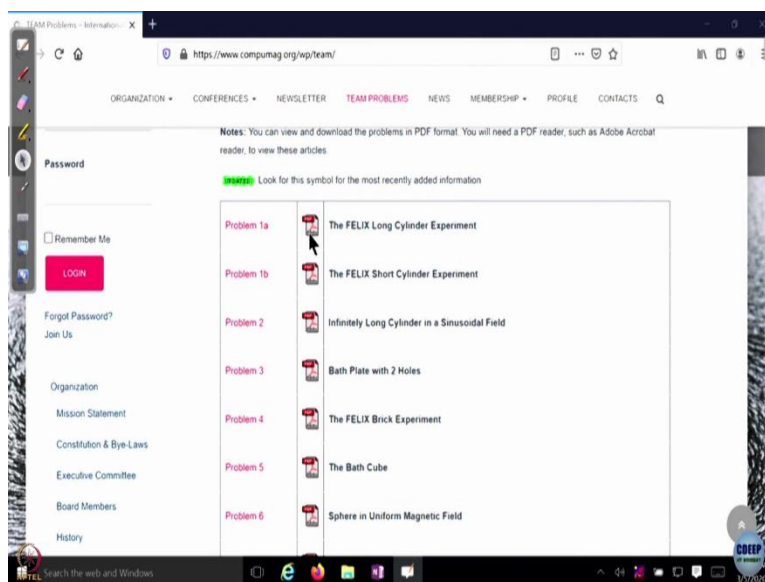 TEAM Problems - Internation
https://www.compumag.org/wp/team/
ORGANIZATION CONFERENCES NEWSLETTER TEAM PROBLEMS NEWS MEMBERSHIP PROFILE CONTACTS
Password
Remember Me
LOGIN
Forgot Password?
Join Us
Organization
Mission Statement
Constitution & Bye-Laws
Executive Committee
Board Members
History
Notes: You can view and download the problems in PDF format. You will need a PDF reader, such as Adobe Acrobat
reader, to view these articles.
UPDATED Look for this symbol for the most recently added information
Problem 1a The FELIX Long Cylinder Experiment
Problem 1b The FELIX Short Cylinder Experiment
Problem 2 Infinitely Long Cylinder in a Sinusoidal Field
Problem 3 Bath Plate with 2 Holes
Problem 4 The FELIX Brick Experiment
Problem 5 The Bath Cube
Problem 6 Sphere in Uniform Magnetic Field
CDEEP
IIT BOMBAY
NPTEL
Search the web and Windows